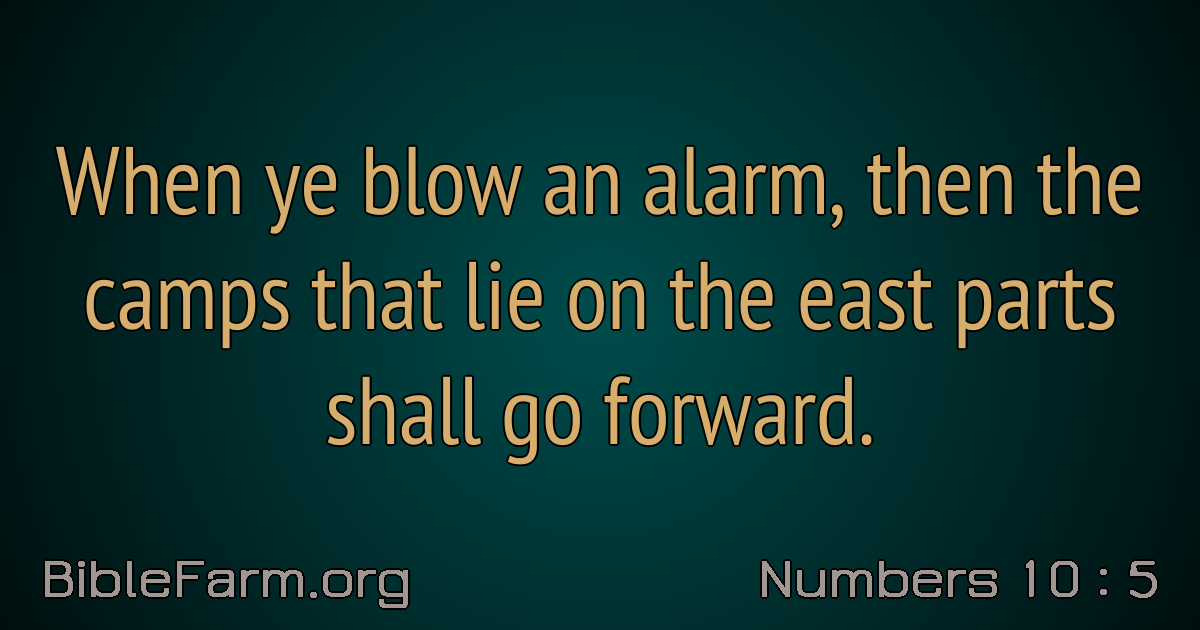 When ye blow an alarm, then the
camps that lie on the east parts
shall go forward.
BibleFarm.org
Numbers 10 : 5